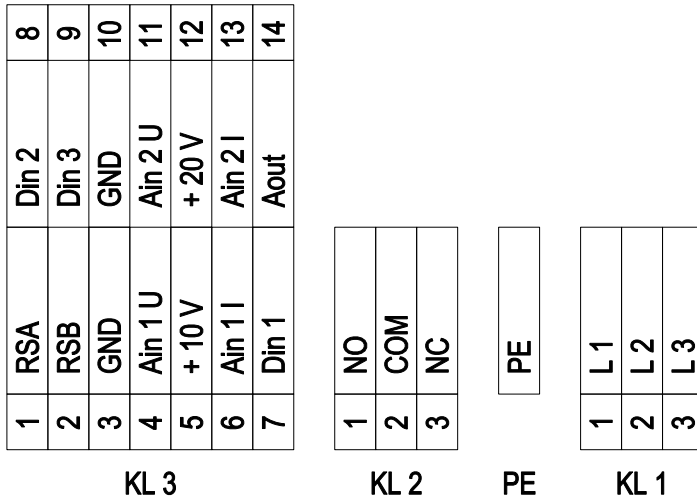 8 9 10 11 12 13 14
Din 2
Din 3
GND
Ain 2 U
+ 20 V
Ain 2 I
Aout
RSA
RSB
GND
Ain 1 U
+ 10 V
Ain 1 I
Din 1
1 2 3 4 5 6 7
KL 3
NO
COM
NC
1 2 3
KL 2
PE
PE
L 1
L 2
L 3
1 2 3
KL 1